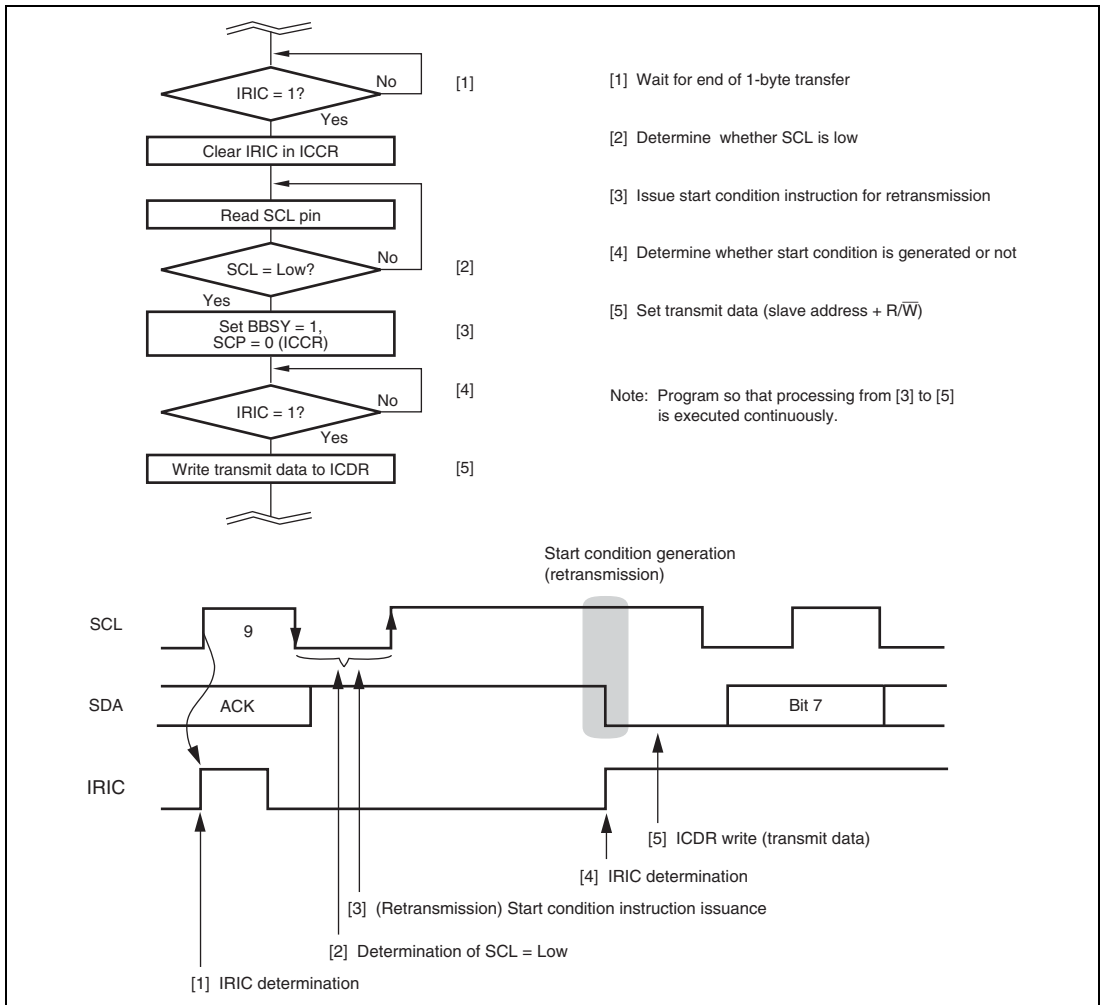 IRIC = 1?
No
Yes
[1]
Clear IRIC in ICCR
Read SCL pin
SCL = Low?
No
Yes
[2]
Set BBSY = 1,
SCP = 0 (ICCR)
[3]
IRIC = 1?
No
Yes
[4]
Write transmit data to ICDR
[5]
[1] Wait for end of 1-byte transfer
[2] Determine whether SCL is low
[3] Issue start condition instruction for retransmission
[4] Determine whether start condition is generated or not
[5] Set transmit data (slave address + R/W̅)
Note: Program so that processing from [3] to [5]
is executed continuously.
Start condition generation
(retransmission)
SCL
9
SDA
ACK
Bit 7
IRIC
[5] ICDR write (transmit data)
[4] IRIC determination
[3] (Retransmission) Start condition instruction issuance
[2] Determination of SCL = Low
[1] IRIC determination